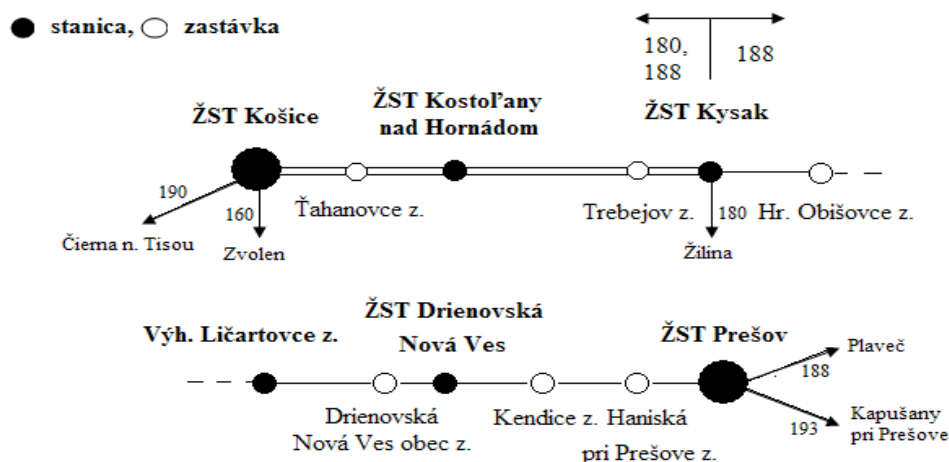 stanica, zastávka
180,
188
188
ŽST Košice
ŽST Kostoľany
nad Hornádom
ŽST Kysak
190
160
Ťahanovce z.
Trebejov z.
180
Hr. Obišovce z.
Čierna n. Tisou
Zvolen
Žilina
Výh. Ličartovce z.
ŽST Drienovská
Nová Ves
ŽST Prešov
Plaveč
188
Drienovská
Nová Ves obec z.
Kendice z.
Haniská
pri Prešove z.
193
Kapušany
pri Prešove